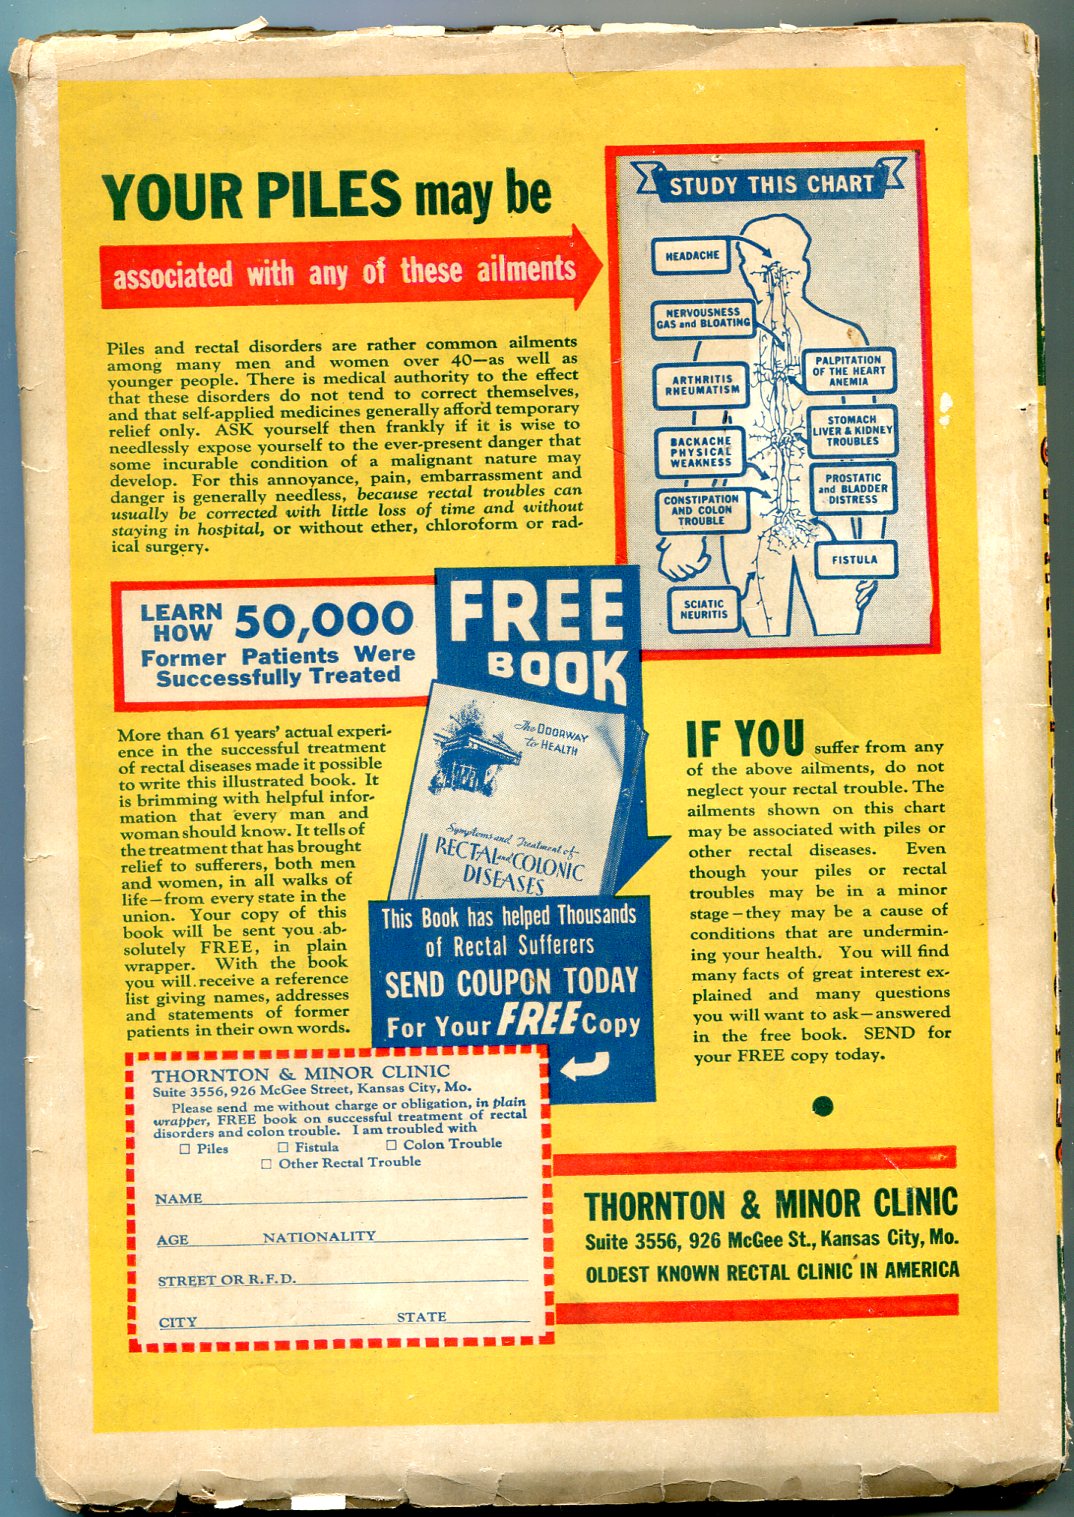 YOUR PILES may be
associated with any of these ailments
Piles and rectal disorders are rather common ailments
among many men and women over 40—as well as
younger people. There is medical authority to the effect
that these disorders do not tend to correct themselves,
and that self-applied medicines generally afford temporary
relief only. ASK yourself then frankly if it is wise to
needlessly expose yourself to the ever-present danger that
some incurable condition of a malignant nature may
develop. For this annoyance, pain, embarrassment and
danger is generally needless, because rectal troubles can
usually be corrected with little loss of time and without
staying in hospital, or without ether, chloroform or rad-
ical surgery.
STUDY THIS CHART
HEADACHE
NERVOUSNESS
GAS and BLOATING
ARTHRITIS
RHEUMATISM
BACKACHE
PHYSICAL
WEAKNESS
CONSTIPATION
AND COLON
TROUBLE
SCIATIC
NEURITIS
PALPITATION
OF THE HEART
ANEMIA
STOMACH
LIVER & KIDNEY
TROUBLES
PROSTATIC
and BLADDER
DISTRESS
FISTULA
LEARN
HOW 50,000
Former Patients Were
Successfully Treated
FREE
BOOK
The DOORWAY
to HEALTH
Symptoms and Treatment of
RECTAL and COLONIC
DISEASES
More than 61 years' actual experi-
ence in the successful treatment
of rectal diseases made it possible
to write this illustrated book. It
is brimming with helpful infor-
mation that every man and
woman should know. It tells of
the treatment that has brought
relief to sufferers, both men
and women, in all walks of
life—from every state in the
union. Your copy of this
book will be sent you ab-
solutely FREE, in plain
wrapper. With the book
you will receive a reference
list giving names, addresses
and statements of former
patients in their own words.
This Book has helped Thousands
of Rectal Sufferers
SEND COUPON TODAY
For Your FREE Copy
IF YOU suffer from any
of the above ailments, do not
neglect your rectal trouble. The
ailments shown on this chart
may be associated with piles or
other rectal diseases. Even
though your piles or rectal
troubles may be in a minor
stage—they may be a cause of
conditions that are undermin-
ing your health. You will find
many facts of great interest ex-
plained and many questions
you will want to ask—answered
in the free book. SEND for
your FREE copy today.
THORNTON & MINOR CLINIC
Suite 3556, 926 McGee Street, Kansas City, Mo.
Please send me without charge or obligation, in plain
wrapper, FREE book on successful treatment of rectal
disorders and colon trouble. I am troubled with
☐ Piles ☐ Fistula ☐ Colon Trouble
☐ Other Rectal Trouble
NAME
AGE NATIONALITY
STREET OR R.F.D.
CITY STATE
THORNTON & MINOR CLINIC
Suite 3556, 926 McGee St., Kansas City, Mo.
OLDEST KNOWN RECTAL CLINIC IN AMERICA